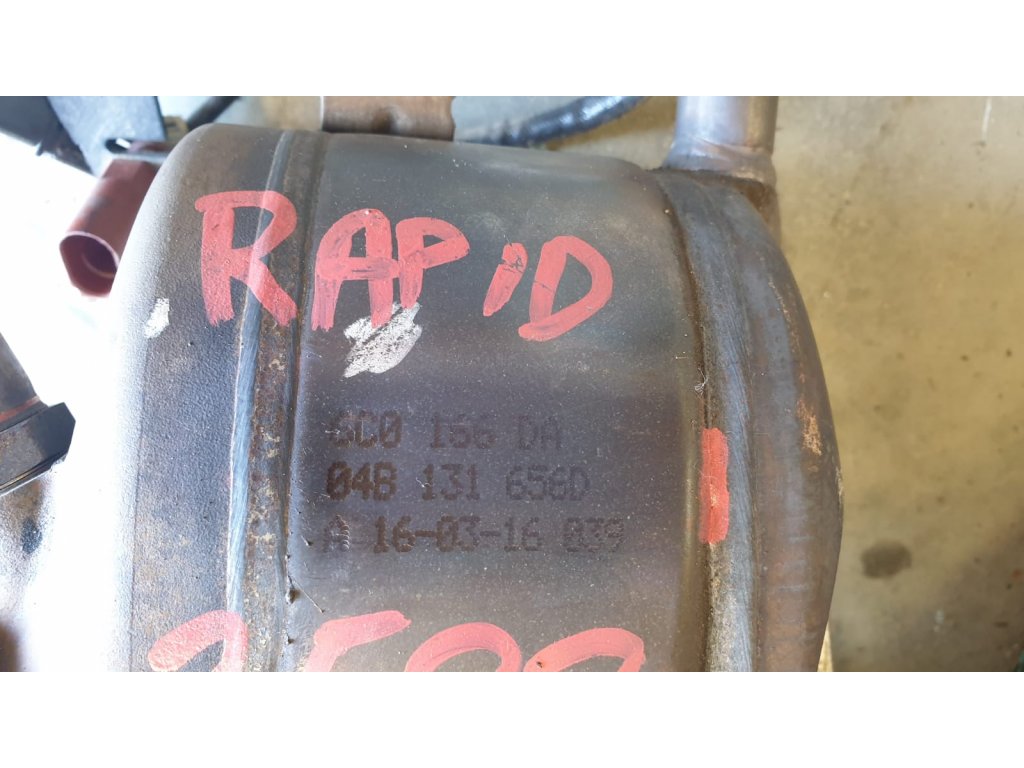 RAPID
6C0 166 DA
04B 131 656D
A 16-03-16 039